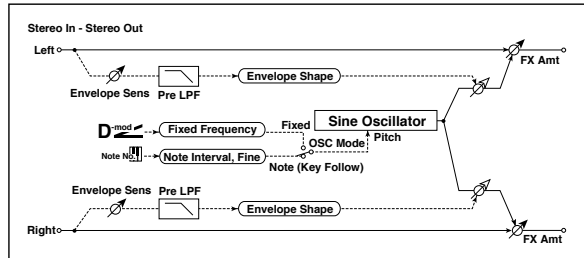 Stereo In - Stereo Out
Left
FX Amt
Envelope Sens
Pre LPF
Envelope Shape
D-mod
Fixed Frequency
Fixed
Sine Oscillator
OSC Mode
Pitch
Note No.
Note Interval, Fine
Note (Key Follow)
Envelope Sens
Pre LPF
Envelope Shape
Right
FX Amt